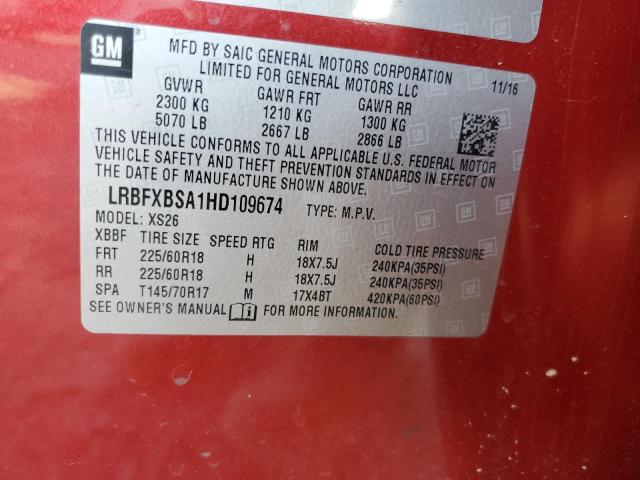 GM
MFD BY SAIC GENERAL MOTORS CORPORATION
LIMITED FOR GENERAL MOTORS LLC
11/16
GVWR GAWR FRT GAWR RR
2300 KG 1210 KG 1300 KG
5070 LB 2667 LB 2866 LB
THIS VEHICLE CONFORMS TO ALL APPLICABLE U.S. FEDERAL MOTOR
VEHICLE SAFETY AND THEFT PREVENTION STANDARDS IN EFFECT ON
THE DATE OF MANUFACTURE SHOWN ABOVE.
LRBFXBSA1HD109674 TYPE: M.P.V.
MODEL: XS26
XBBF TIRE SIZE SPEED RTG RIM COLD TIRE PRESSURE
FRT 225/60R18 H 18X7.5J 240KPA(35PSI)
RR 225/60R18 H 18X7.5J 240KPA(35PSI)
SPA T145/70R17 M 17X4BT 420KPA(60PSI)
SEE OWNER'S MANUAL FOR MORE INFORMATION.